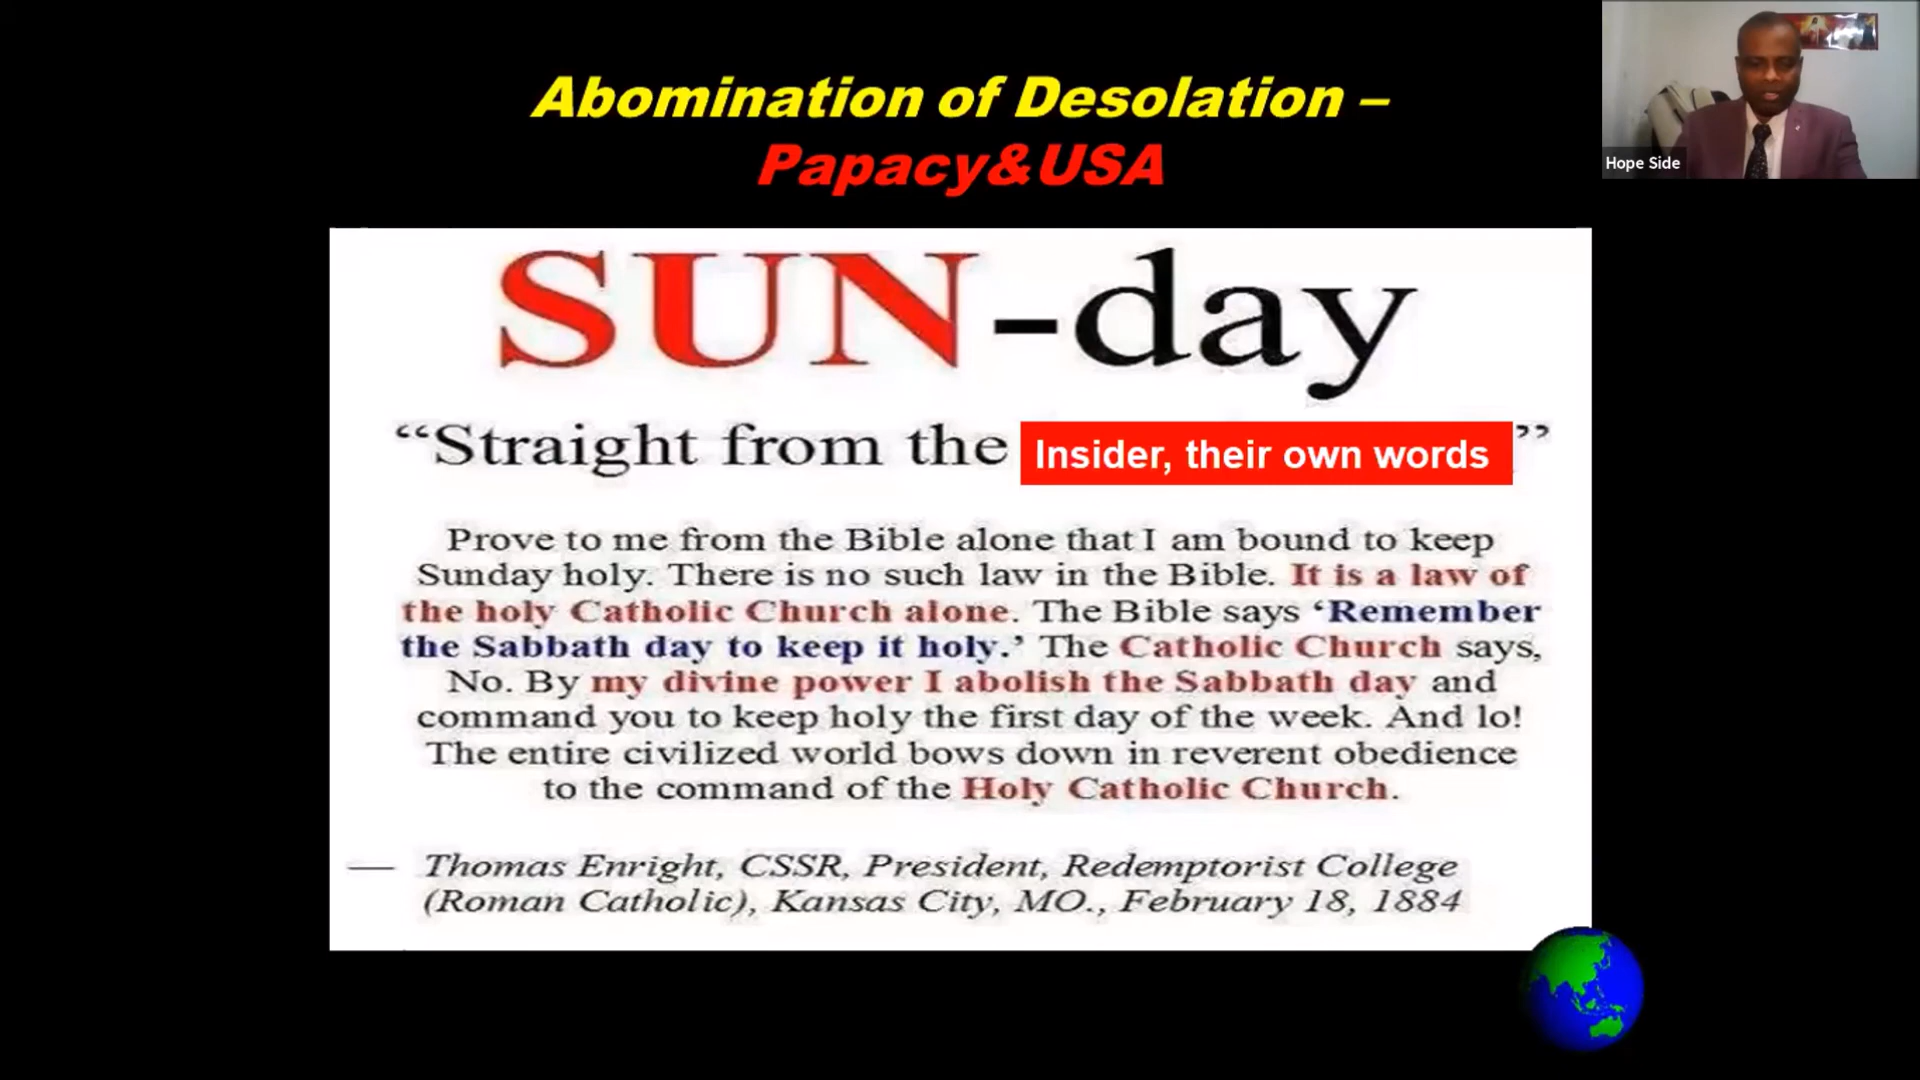 Abomination of Desolation –
Papacy&USA
Hope Side
SUN-day
“Straight from the Insider, their own words ”
Prove to me from the Bible alone that I am bound to keep
Sunday holy. There is no such law in the Bible. It is a law of
the holy Catholic Church alone. The Bible says ‘Remember
the Sabbath day to keep it holy.’ The Catholic Church says,
No. By my divine power I abolish the Sabbath day and
command you to keep holy the first day of the week. And lo!
The entire civilized world bows down in reverent obedience
to the command of the Holy Catholic Church.
— Thomas Enright, CSSR, President, Redemptorist College
(Roman Catholic), Kansas City, MO., February 18, 1884